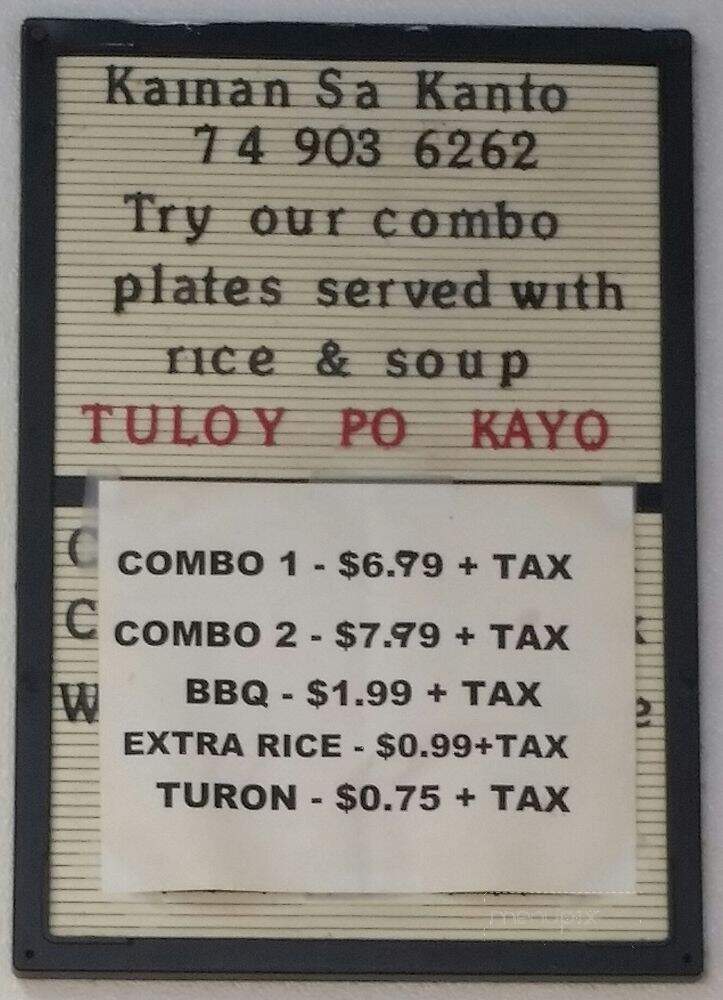 Kainan Sa Kanto
74 903 6262
Try our combo
plates served with
rice & soup
TULOY PO KAYO
COMBO 1 - $6.79 + TAX
COMBO 2 - $7.79 + TAX
BBQ - $1.99 + TAX
EXTRA RICE - $0.99+TAX
TURON - $0.75 + TAX
menupix